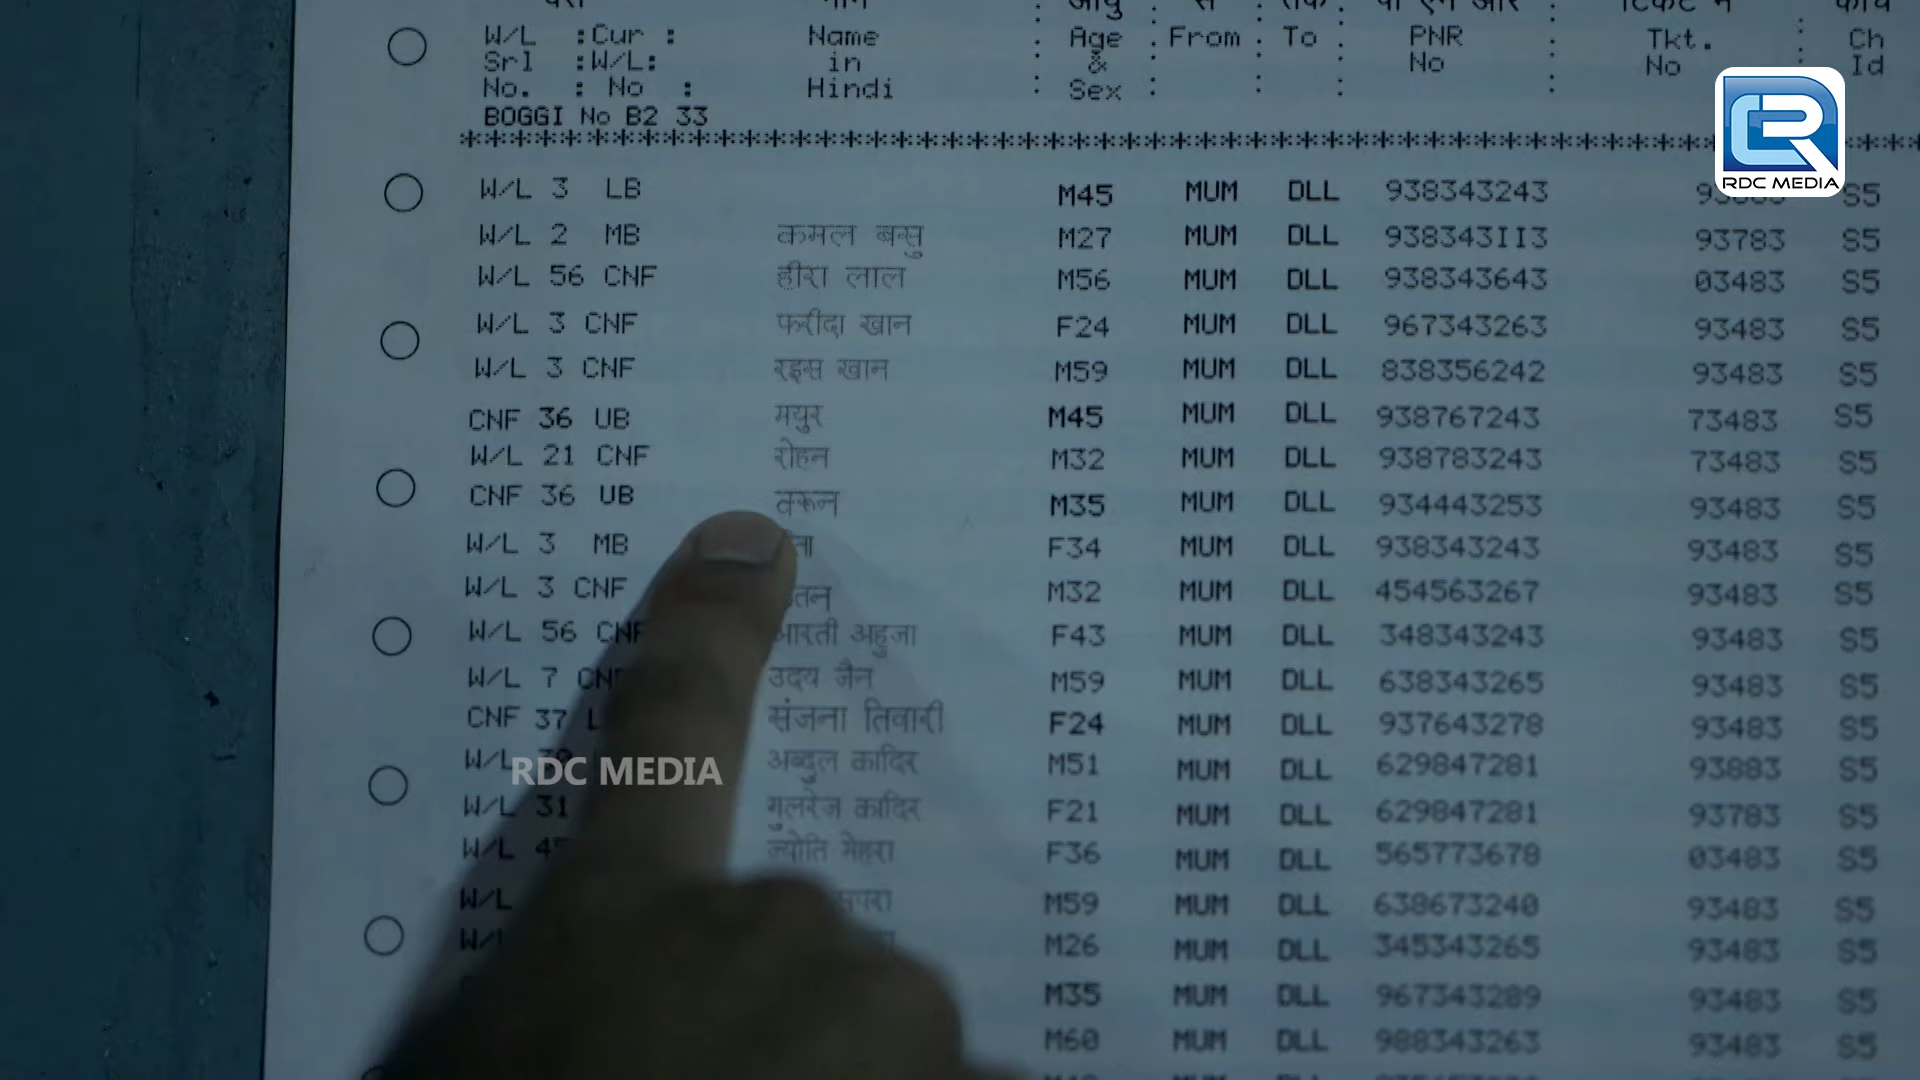 W/L :Cur : Name : Age : From : To : PNR : Tkt. : Ch
Srl :W/L: in : & No No Id
No. : No : Hindi : Sex : : : :
BOGGI No B2 33
RDC MEDIA
W/L 3 LB M45 MUM DLL 938343243 S5
W/L 2 MB कमल बसु M27 MUM DLL 938343II3 93783 S5
W/L 56 CNF हीरा लाल M56 MUM DLL 938343643 03483 S5
W/L 3 CNF फरीदा खान F24 MUM DLL 967343263 93483 S5
W/L 3 CNF रइस खान M59 MUM DLL 838356242 93483 S5
CNF 36 UB मयुर M45 MUM DLL 938767243 73483 S5
W/L 21 CNF रोहन M32 MUM DLL 938783243 73483 S5
CNF 36 UB M35 MUM DLL 934443253 93483 S5
W/L 3 MB F34 MUM DLL 938343243 93483 S5
W/L 3 CNF M32 MUM DLL 454563267 93483 S5
W/L 56 CNF आरती अहुजा F43 MUM DLL 348343243 93483 S5
W/L 7 CNF उदय जैन M59 MUM DLL 638343265 93483 S5
CNF 37 संजना तिवारी F24 MUM DLL 937643278 93483 S5
W/L अब्दुल कादिर M51 MUM DLL 629847281 93883 S5
RDC MEDIA
W/L 31 गुलरेज कादिर F21 MUM DLL 629847281 93783 S5
W/L ज्योति मेहरा F36 MUM DLL 565773678 03483 S5
W/L M59 MUM DLL 638673240 93483 S5
W/L M26 MUM DLL 345343265 93483 S5
M35 MUM DLL 967343289 93483 S5
M60 MUM DLL 988343263 93483 S5